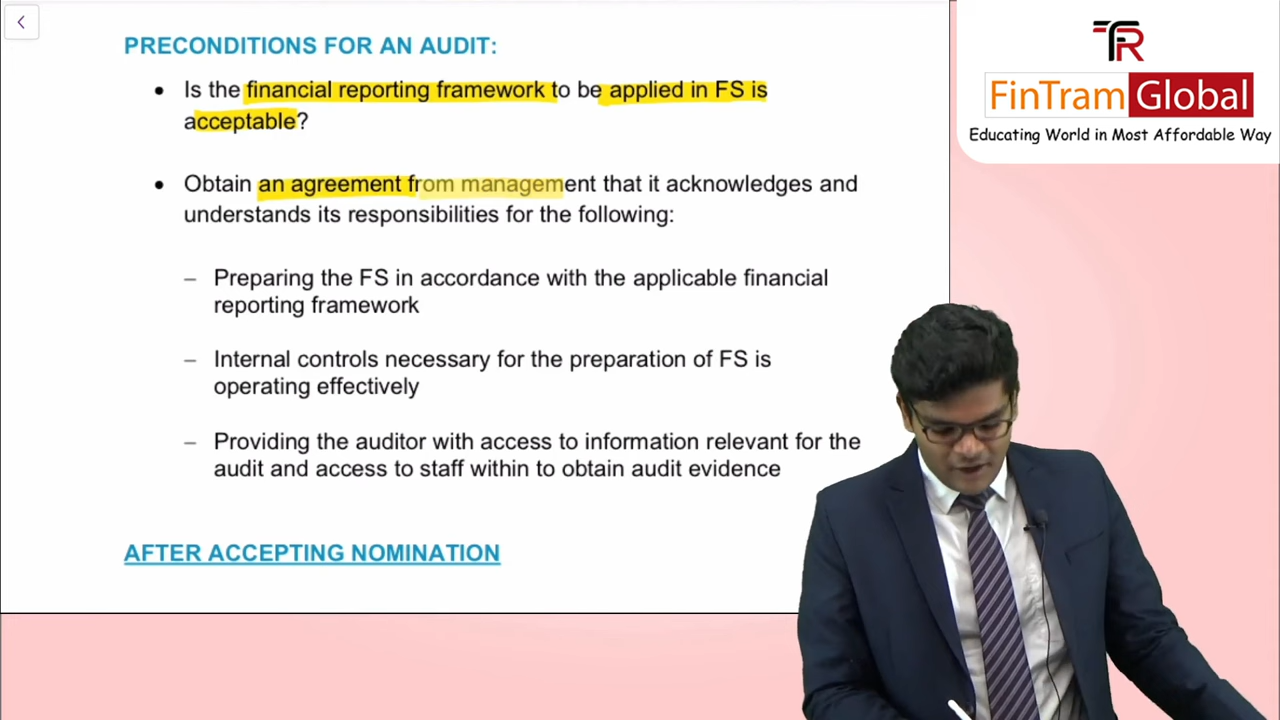 PRECONDITIONS FOR AN AUDIT:
• Is the financial reporting framework to be applied in FS is
acceptable?
• Obtain an agreement from management that it acknowledges and
understands its responsibilities for the following:
– Preparing the FS in accordance with the applicable financial
reporting framework
– Internal controls necessary for the preparation of FS is
operating effectively
– Providing the auditor with access to information relevant for the
audit and access to staff within to obtain audit evidence
AFTER ACCEPTING NOMINATION
FinTram Global
Educating World in Most Affordable Way